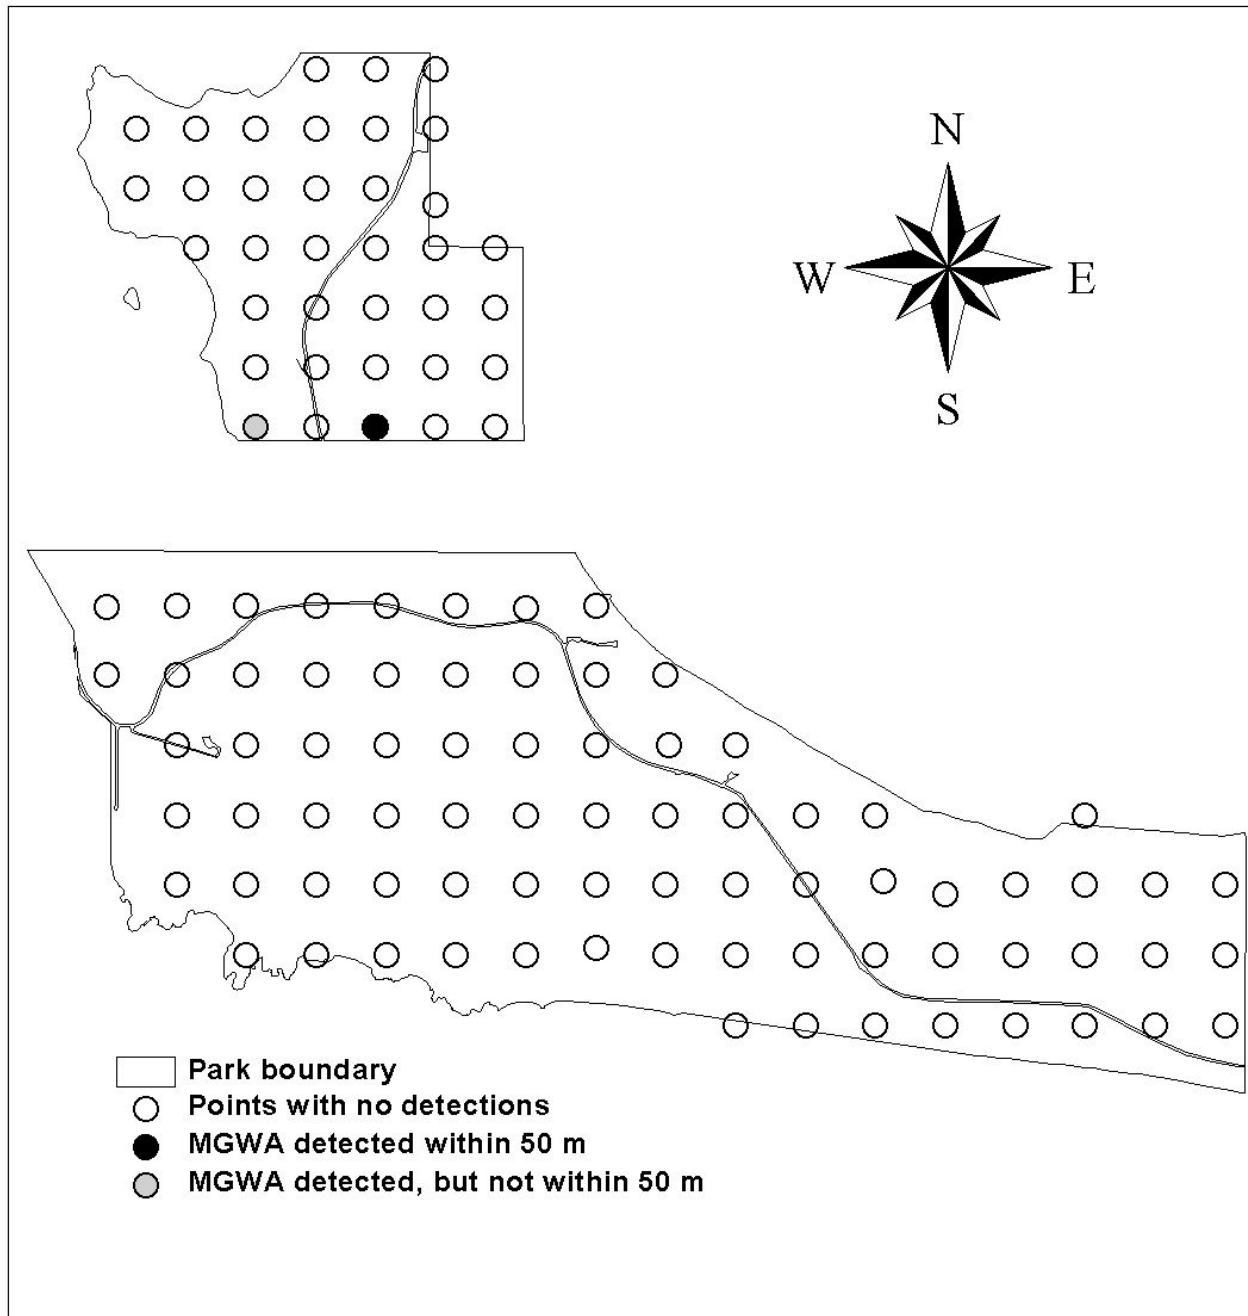 N
W E
S
Park boundary
Points with no detections
MGWA detected within 50 m
MGWA detected, but not within 50 m